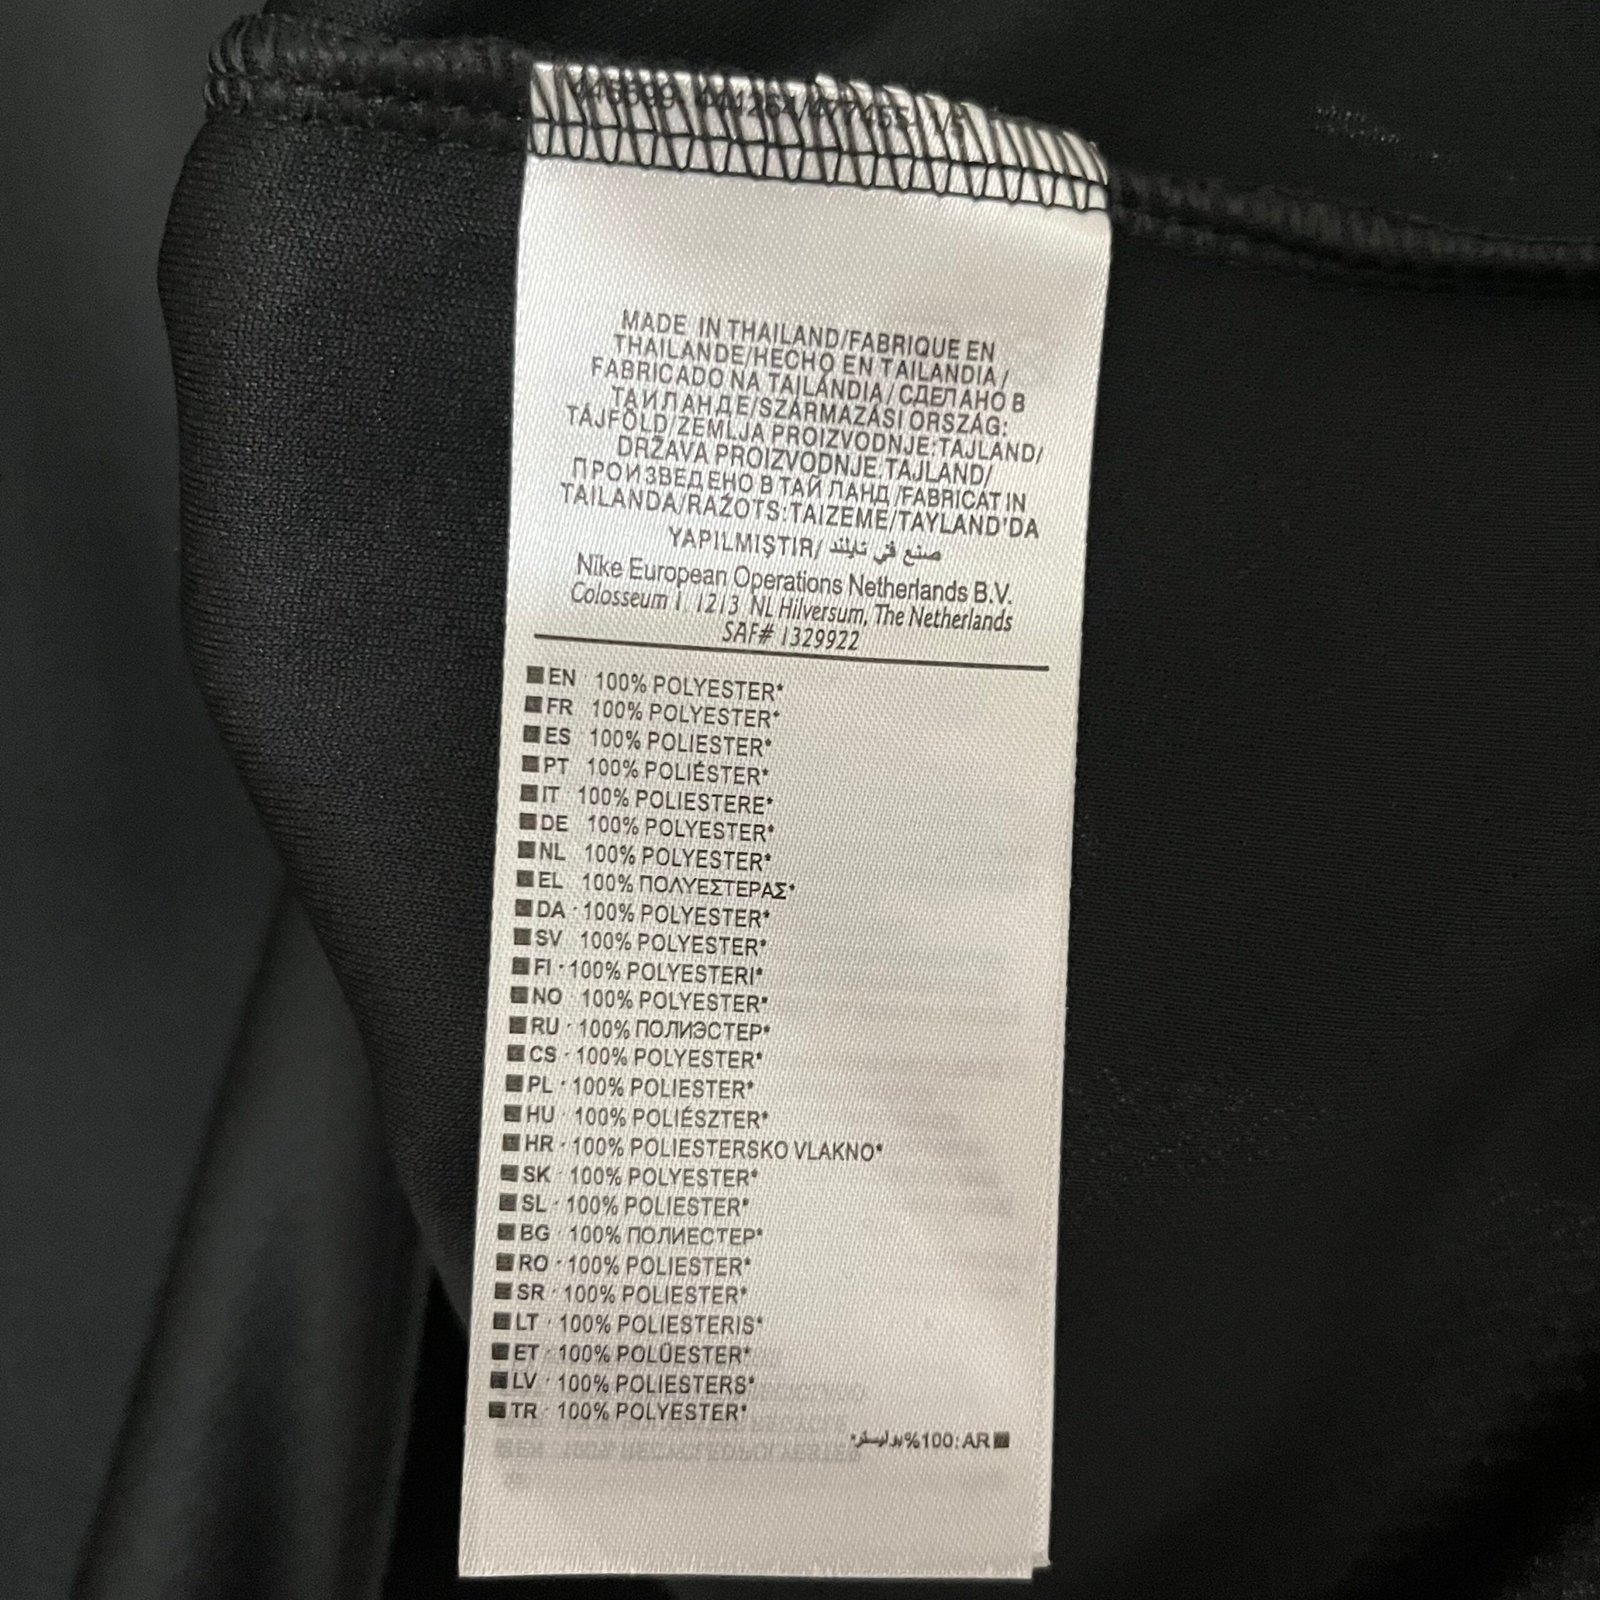 MADE IN THAILAND/FABRIQUE EN
THAILANDE/HECHO EN TAILANDIA/
FABRICADO NA TAILÂNDIA/СДЕЛАНО В
ТАИЛАНДЕ/SZÁRMAZÁSI ORSZÁG:
TÁJFÖLD/ZEMLJA PROIZVODNJE:TAJLAND/
DRŽAVA PROIZVODNJE:TAJLAND/
ПРОИЗВЕДЕНО В ТАЙЛАНД/FABRICAT IN
TAILANDA/RAŽOTS:TAIZEME/TAYLAND'DA
YAPILMIŞTIR/ صنع في تايلند
Nike European Operations Netherlands B.V.
Colosseum 1, 1213 NL Hilversum, The Netherlands
SAF# 1329922
EN · 100% POLYESTER*
FR 100% POLYESTER*
ES · 100% POLIESTER*
PT 100% POLIÉSTER*
IT 100% POLIESTERE*
DE 100% POLYESTER*
NL 100% POLYESTER*
EL 100% ΠΟΛΥΕΣΤΕΡΑΣ*
DA · 100% POLYESTER*
SV 100% POLYESTER*
FI · 100% POLYESTERI*
NO · 100% POLYESTER*
RU · 100% ПОЛИЭСТЕР*
CS · 100% POLYESTER*
PL · 100% POLIESTER*
HU · 100% POLIÉSZTER*
HR · 100% POLIESTERSKO VLAKNO*
SK · 100% POLYESTER*
SL · 100% POLIESTER*
BG · 100% ПОЛИЕСТЕР*
RO · 100% POLIESTER*
SR · 100% POLIESTER*
LT · 100% POLIESTERIS*
ET · 100% POLÜESTER*
LV · 100% POLIESTERS*
TR · 100% POLYESTER*
AR:100%بوليستر*